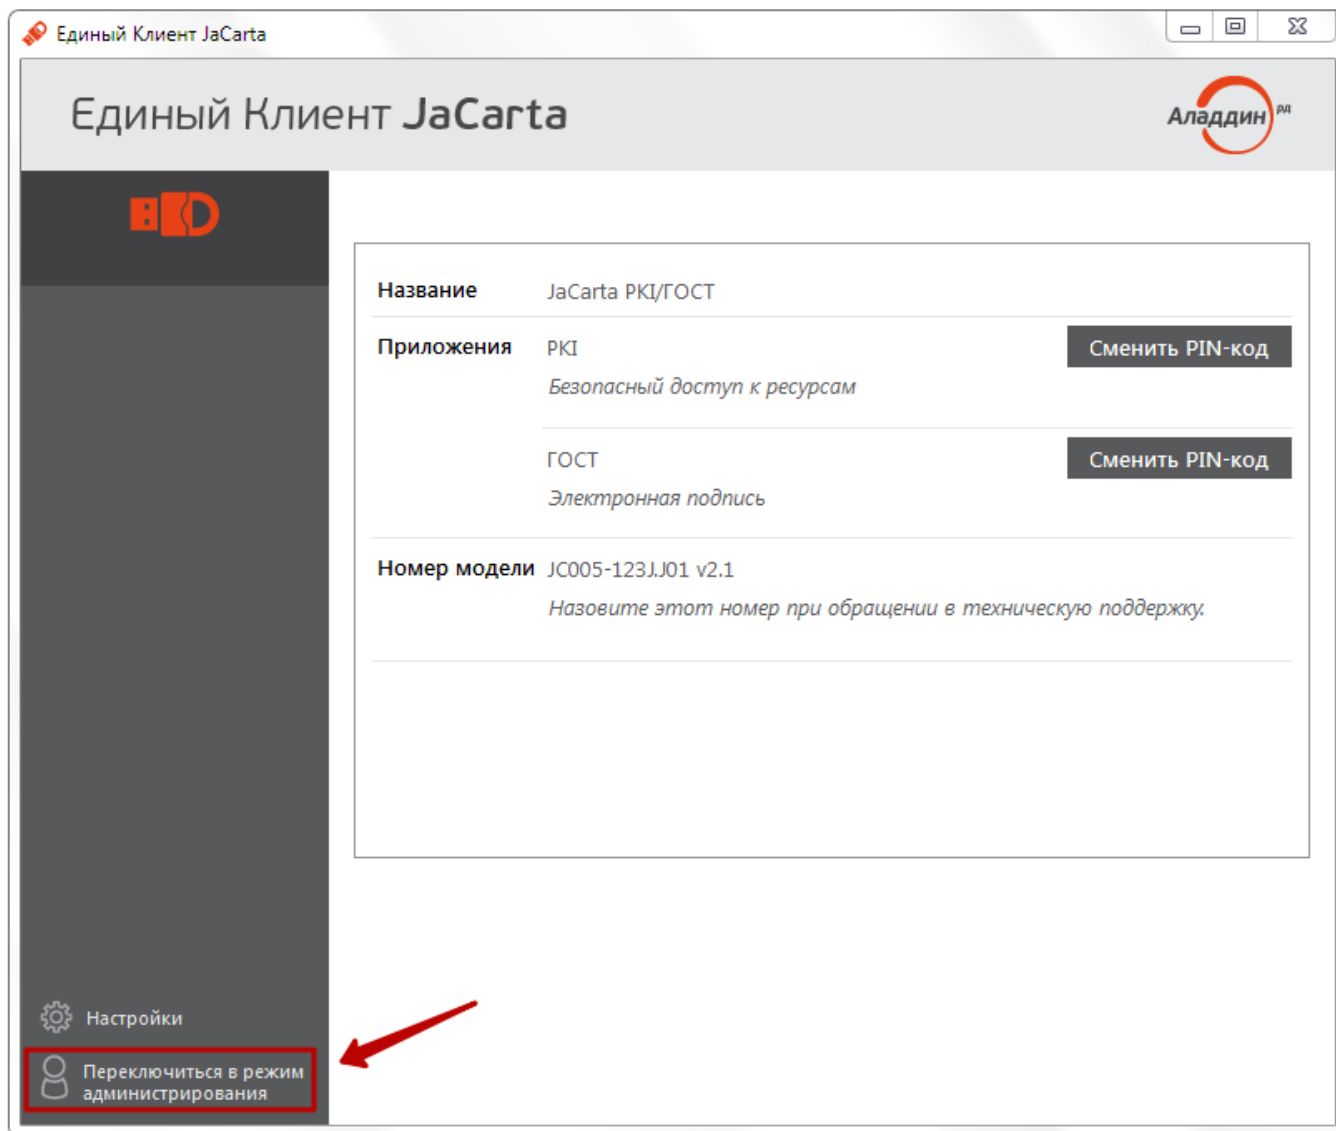 Единый Клиент JaCarta
Единый Клиент JaCarta
Аладдин РД
Название JaCarta PKI/ГОСТ
Приложения PKI Сменить PIN-код
Безопасный доступ к ресурсам
ГОСТ Сменить PIN-код
Электронная подпись
Номер модели JC005-123J.J01 v2.1
Назовите этот номер при обращении в техническую поддержку.
Настройки
Переключиться в режим
администрирования